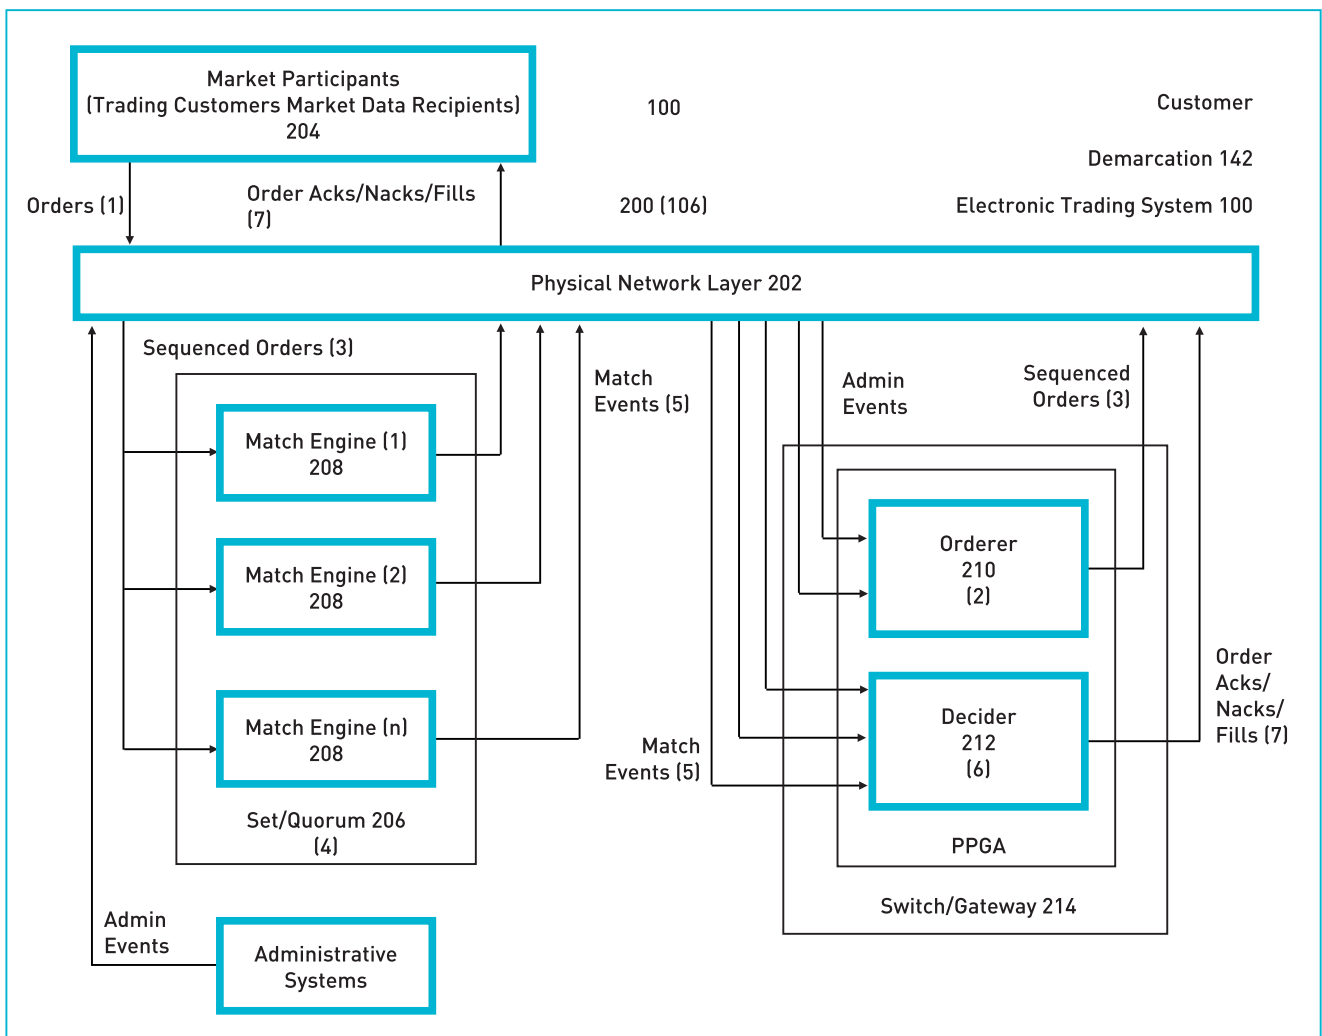 Market Participants
(Trading Customers Market Data Recipients)
204
100
Customer
Demarcation 142
Orders (1)
Order Acks/Nacks/Fills
(7)
200 (106)
Electronic Trading System 100
Physical Network Layer 202
Sequenced Orders (3)
Match
Events (5)
Admin
Events
Sequenced
Orders (3)
Match Engine (1)
208
Match Engine (2)
208
Match Engine (n)
208
Set/Quorum 206
(4)
Orderer
210
(2)
Decider
212
(6)
Match
Events (5)
Order
Acks/
Nacks/
Fills (7)
PPGA
Switch/Gateway 214
Admin
Events
Administrative
Systems